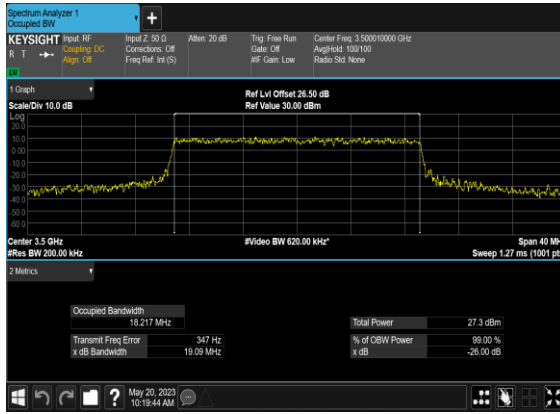 Spectrum Analyzer 1
Occupied BW
+
KEYSIGHT Input: RF Input Z: 50 Ω Atten: 20 dB Trig: Free Run Center Freq: 3.500010000 GHz
R T Coupling: DC Corrections: Off Gate: Off Avg|Hold: 100/100
Align: Off Freq Ref: Int (S) #IF Gain: Low Radio Std: None
1 Graph
Ref Lvl Offset 26.50 dB
Scale/Div 10.0 dB Ref Value 30.00 dBm
Log
20.0
10.0
0.00
-10.0
-20.0
-30.0
-40.0
-50.0
-60.0
Center 3.5 GHz #Video BW 620.00 kHz* Span 40 MH
#Res BW 200.00 kHz Sweep 1.27 ms (1001 pt
2 Metrics
Occupied Bandwidth
18.217 MHz Total Power 27.3 dBm
Transmit Freq Error 347 Hz % of OBW Power 99.00 %
x dB Bandwidth 19.09 MHz x dB -26.00 dB
? May 20, 2023
10:19:44 AM